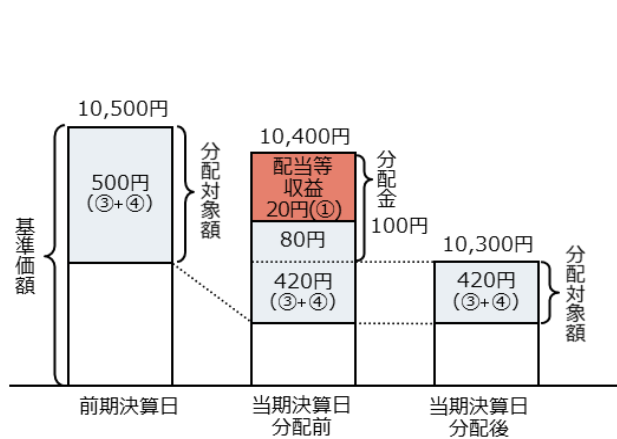 10,500円
500円
(③+④)
分配対象額
基準価額
前期決算日
10,400円
配当等
収益
20円(①)
80円
420円
(③+④)
分配金
100円
当期決算日
分配前
10,300円
420円
(③+④)
分配対象額
当期決算日
分配後